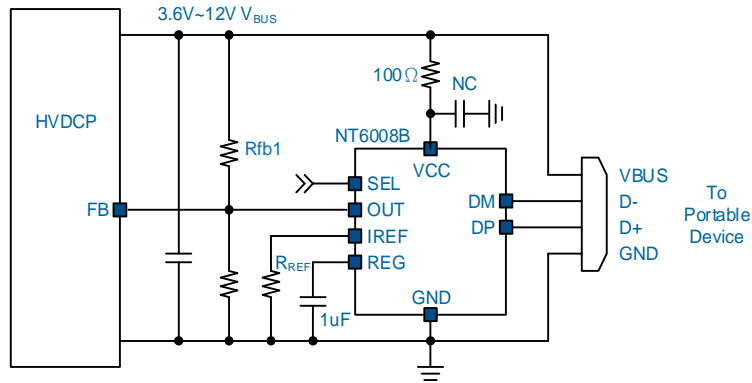 3.6V~12V VBUS
100Ω
NC
HVDCP
NT6008B
Rfb1
VCC
SEL
VBUS
FB
OUT
DM
D-
To
IREF
DP
D+
Portable
RREF
REG
GND
Device
GND
1uF